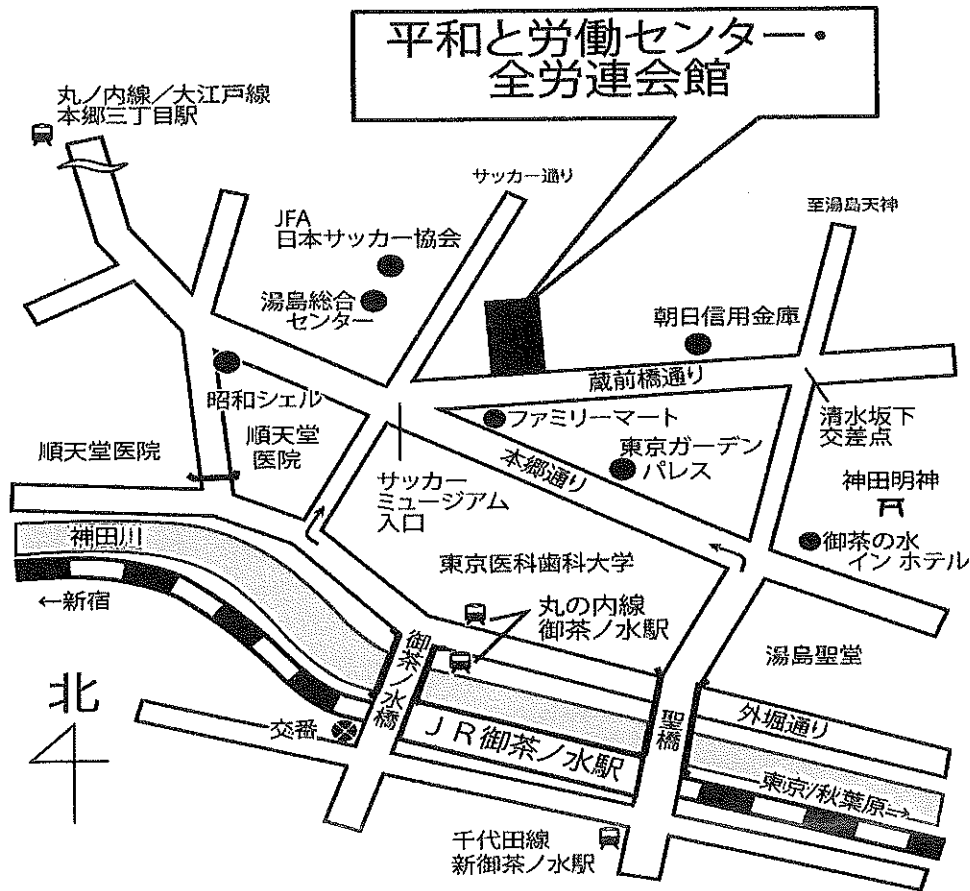 平和と労働センター・
全労連会館
丸ノ内線／大江戸線
本郷三丁目駅
サッカー通り
至湯島天神
JFA
日本サッカー協会
湯島総合
センター
朝日信用金庫
蔵前橋通り
昭和シェル
ファミリーマート
清水坂下
交差点
順天堂医院
順天堂
医院
本郷通り
東京ガーデン
パレス
サッカー
ミュージアム
入口
神田明神
神田川
東京医科歯科大学
御茶の水
イン ホテル
←新宿
丸の内線
御茶ノ水駅
御茶ノ水橋
湯島聖堂
北
交番
JR御茶ノ水駅
聖橋
外堀通り
東京/秋葉原→
千代田線
新御茶ノ水駅